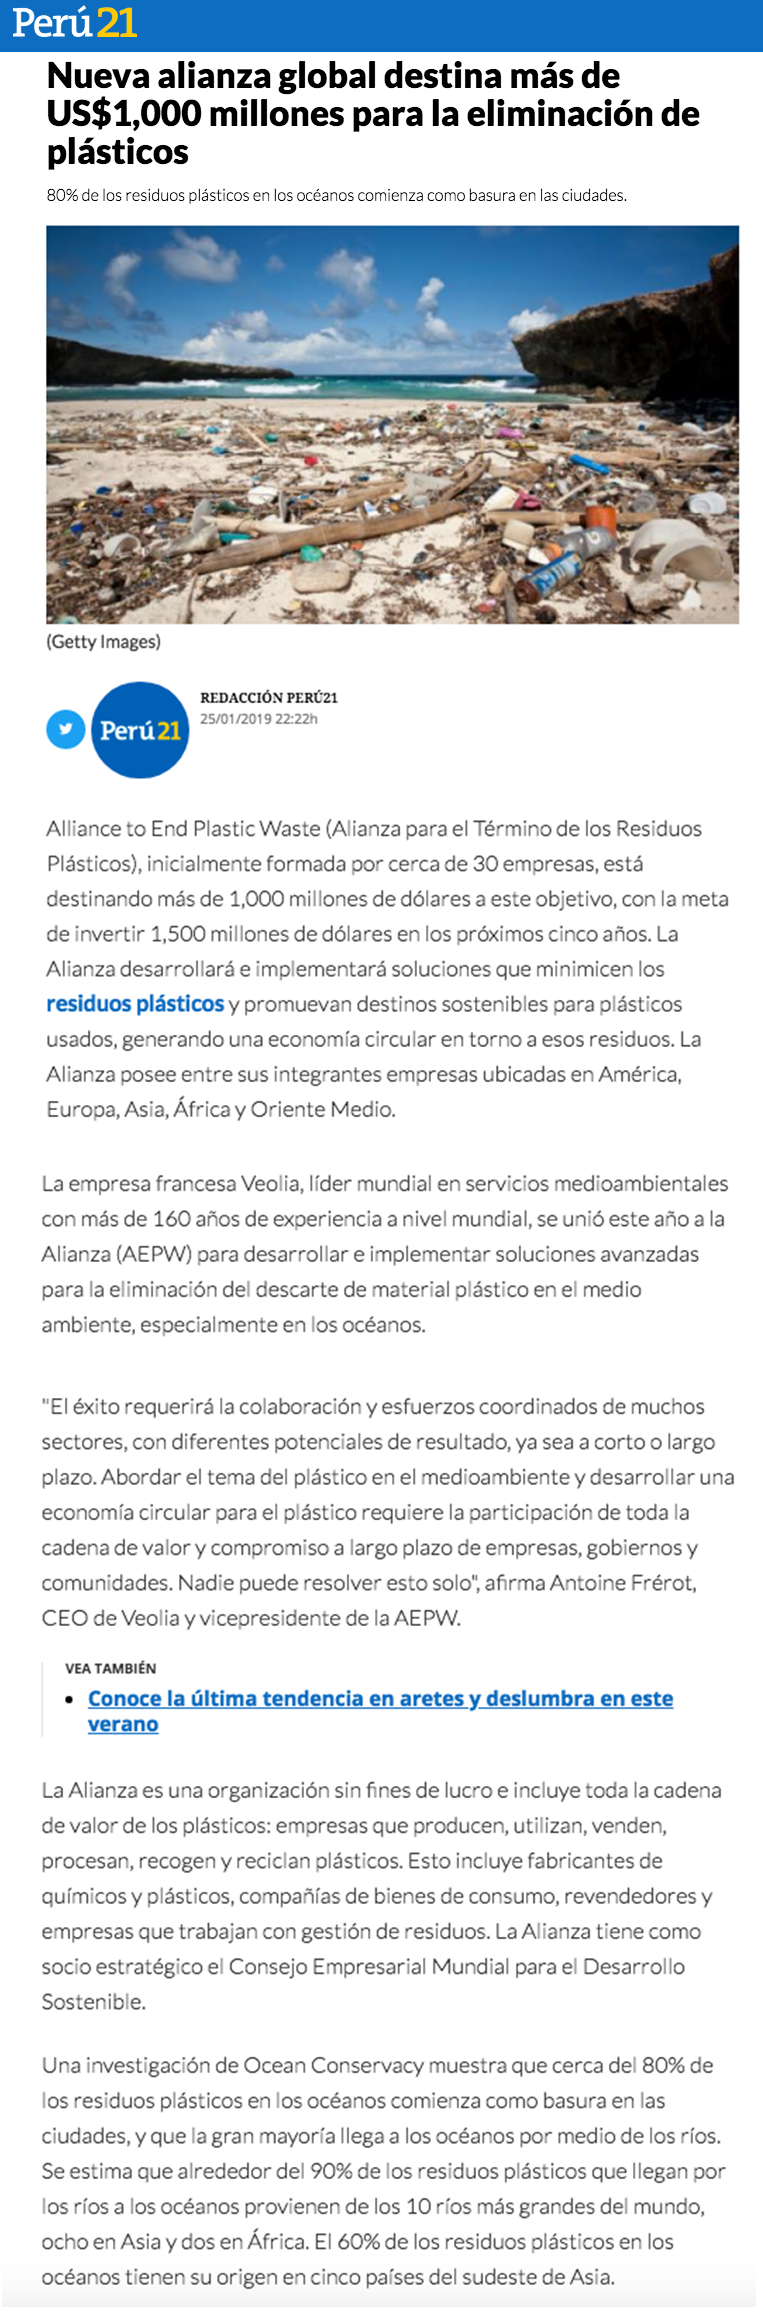 Perú21
Nueva alianza global destina más de
US$1,000 millones para la eliminación de
plásticos
80% de los residuos plásticos en los océanos comienza como basura en las ciudades.
(Getty Images)
Perú21
REDACCIÓN PERÚ21
25/01/2019 22:22h
Alliance to End Plastic Waste (Alianza para el Término de los Residuos
Plásticos), inicialmente formada por cerca de 30 empresas, está
destinando más de 1,000 millones de dólares a este objetivo, con la meta
de invertir 1,500 millones de dólares en los próximos cinco años. La
Alianza desarrollará e implementará soluciones que minimicen los
residuos plásticos y promuevan destinos sostenibles para plásticos
usados, generando una economía circular en torno a esos residuos. La
Alianza posee entre sus integrantes empresas ubicadas en América,
Europa, Asia, África y Oriente Medio.
La empresa francesa Veolia, líder mundial en servicios medioambientales
con más de 160 años de experiencia a nivel mundial, se unió este año a la
Alianza (AEPW) para desarrollar e implementar soluciones avanzadas
para la eliminación del descarte de material plástico en el medio
ambiente, especialmente en los océanos.
"El éxito requerirá la colaboración y esfuerzos coordinados de muchos
sectores, con diferentes potenciales de resultado, ya sea a corto o largo
plazo. Abordar el tema del plástico en el medioambiente y desarrollar una
economía circular para el plástico requiere la participación de toda la
cadena de valor y compromiso a largo plazo de empresas, gobiernos y
comunidades. Nadie puede resolver esto solo", afirma Antoine Frérot,
CEO de Veolia y vicepresidente de la AEPW.
VEA TAMBIÉN
• Conoce la última tendencia en aretes y deslumbra en este
verano
La Alianza es una organización sin fines de lucro e incluye toda la cadena
de valor de los plásticos: empresas que producen, utilizan, venden,
procesan, recogen y reciclan plásticos. Esto incluye fabricantes de
químicos y plásticos, compañías de bienes de consumo, revendedores y
empresas que trabajan con gestión de residuos. La Alianza tiene como
socio estratégico el Consejo Empresarial Mundial para el Desarrollo
Sostenible.
Una investigación de Ocean Conservacy muestra que cerca del 80% de
los residuos plásticos en los océanos comienza como basura en las
ciudades, y que la gran mayoría llega a los océanos por medio de los ríos.
Se estima que alrededor del 90% de los residuos plásticos que llegan por
los ríos a los océanos provienen de los 10 ríos más grandes del mundo,
ocho en Asia y dos en África. El 60% de los residuos plásticos en los
océanos tienen su origen en cinco países del sudeste de Asia.